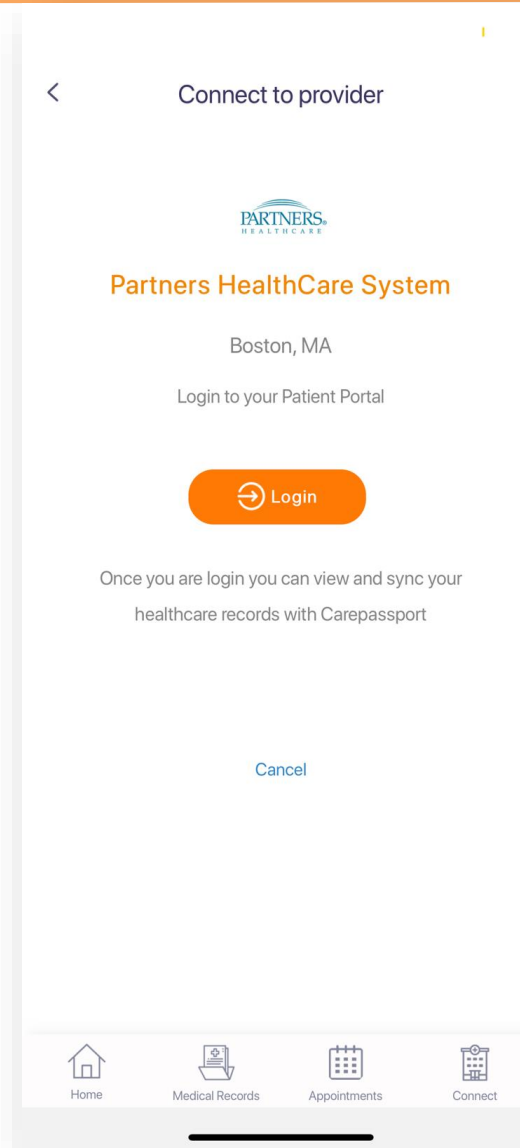 Connect to provider
PARTNERS®
HEALTHCARE
Partners HealthCare System
Boston, MA
Login to your Patient Portal
Login
Once you are login you can view and sync your
healthcare records with Carepassport
Cancel
Home Medical Records Appointments Connect